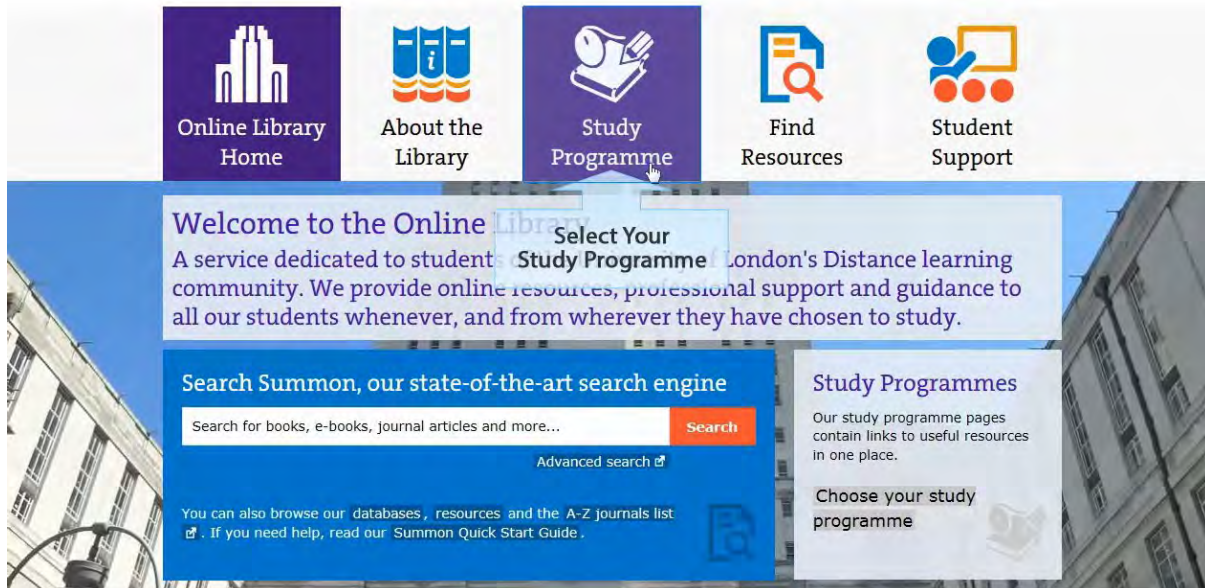 Online Library
Home
About the
Library
Study
Programme
Find
Resources
Student
Support
Welcome to the Online Library
Select Your
Study Programme
A service dedicated to students London's Distance learning
community. We provide online resources, professional support and guidance to
all our students whenever, and from wherever they have chosen to study.
Search Summon, our state-of-the-art search engine
Search for books, e-books, journal articles and more...
Search
Advanced search
You can also browse our databases, resources and the A-Z journals list
. If you need help, read our Summon Quick Start Guide.
Study Programmes
Our study programme pages
contain links to useful resources
in one place.
Choose your study
programme